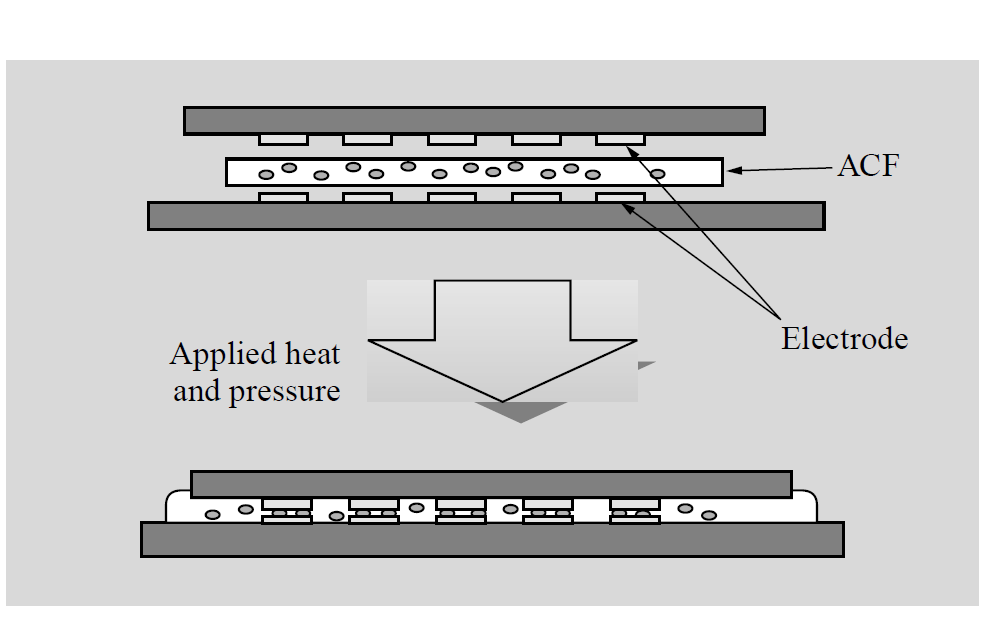 ACF
Electrode
Applied heat
and pressure